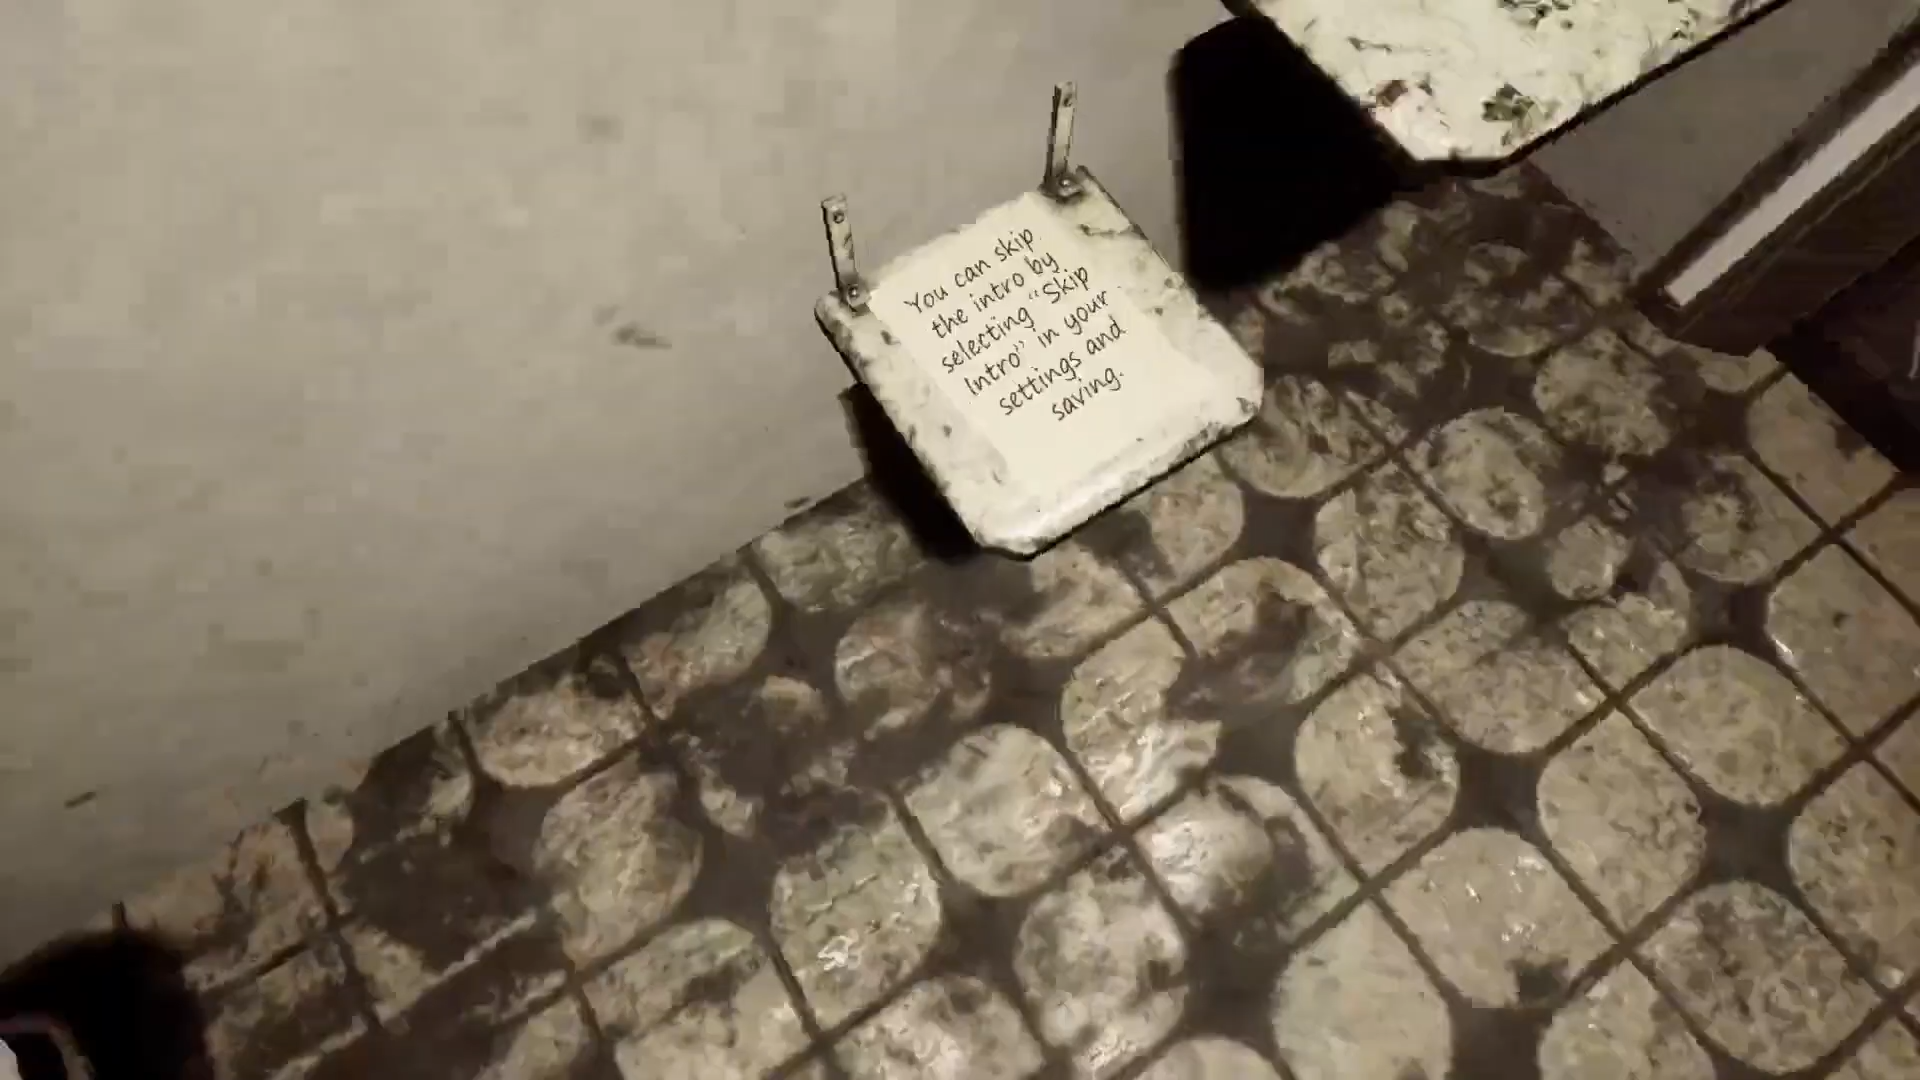 You can skip
the intro by
selecting “Skip
Intro” in your
settings and
saving.